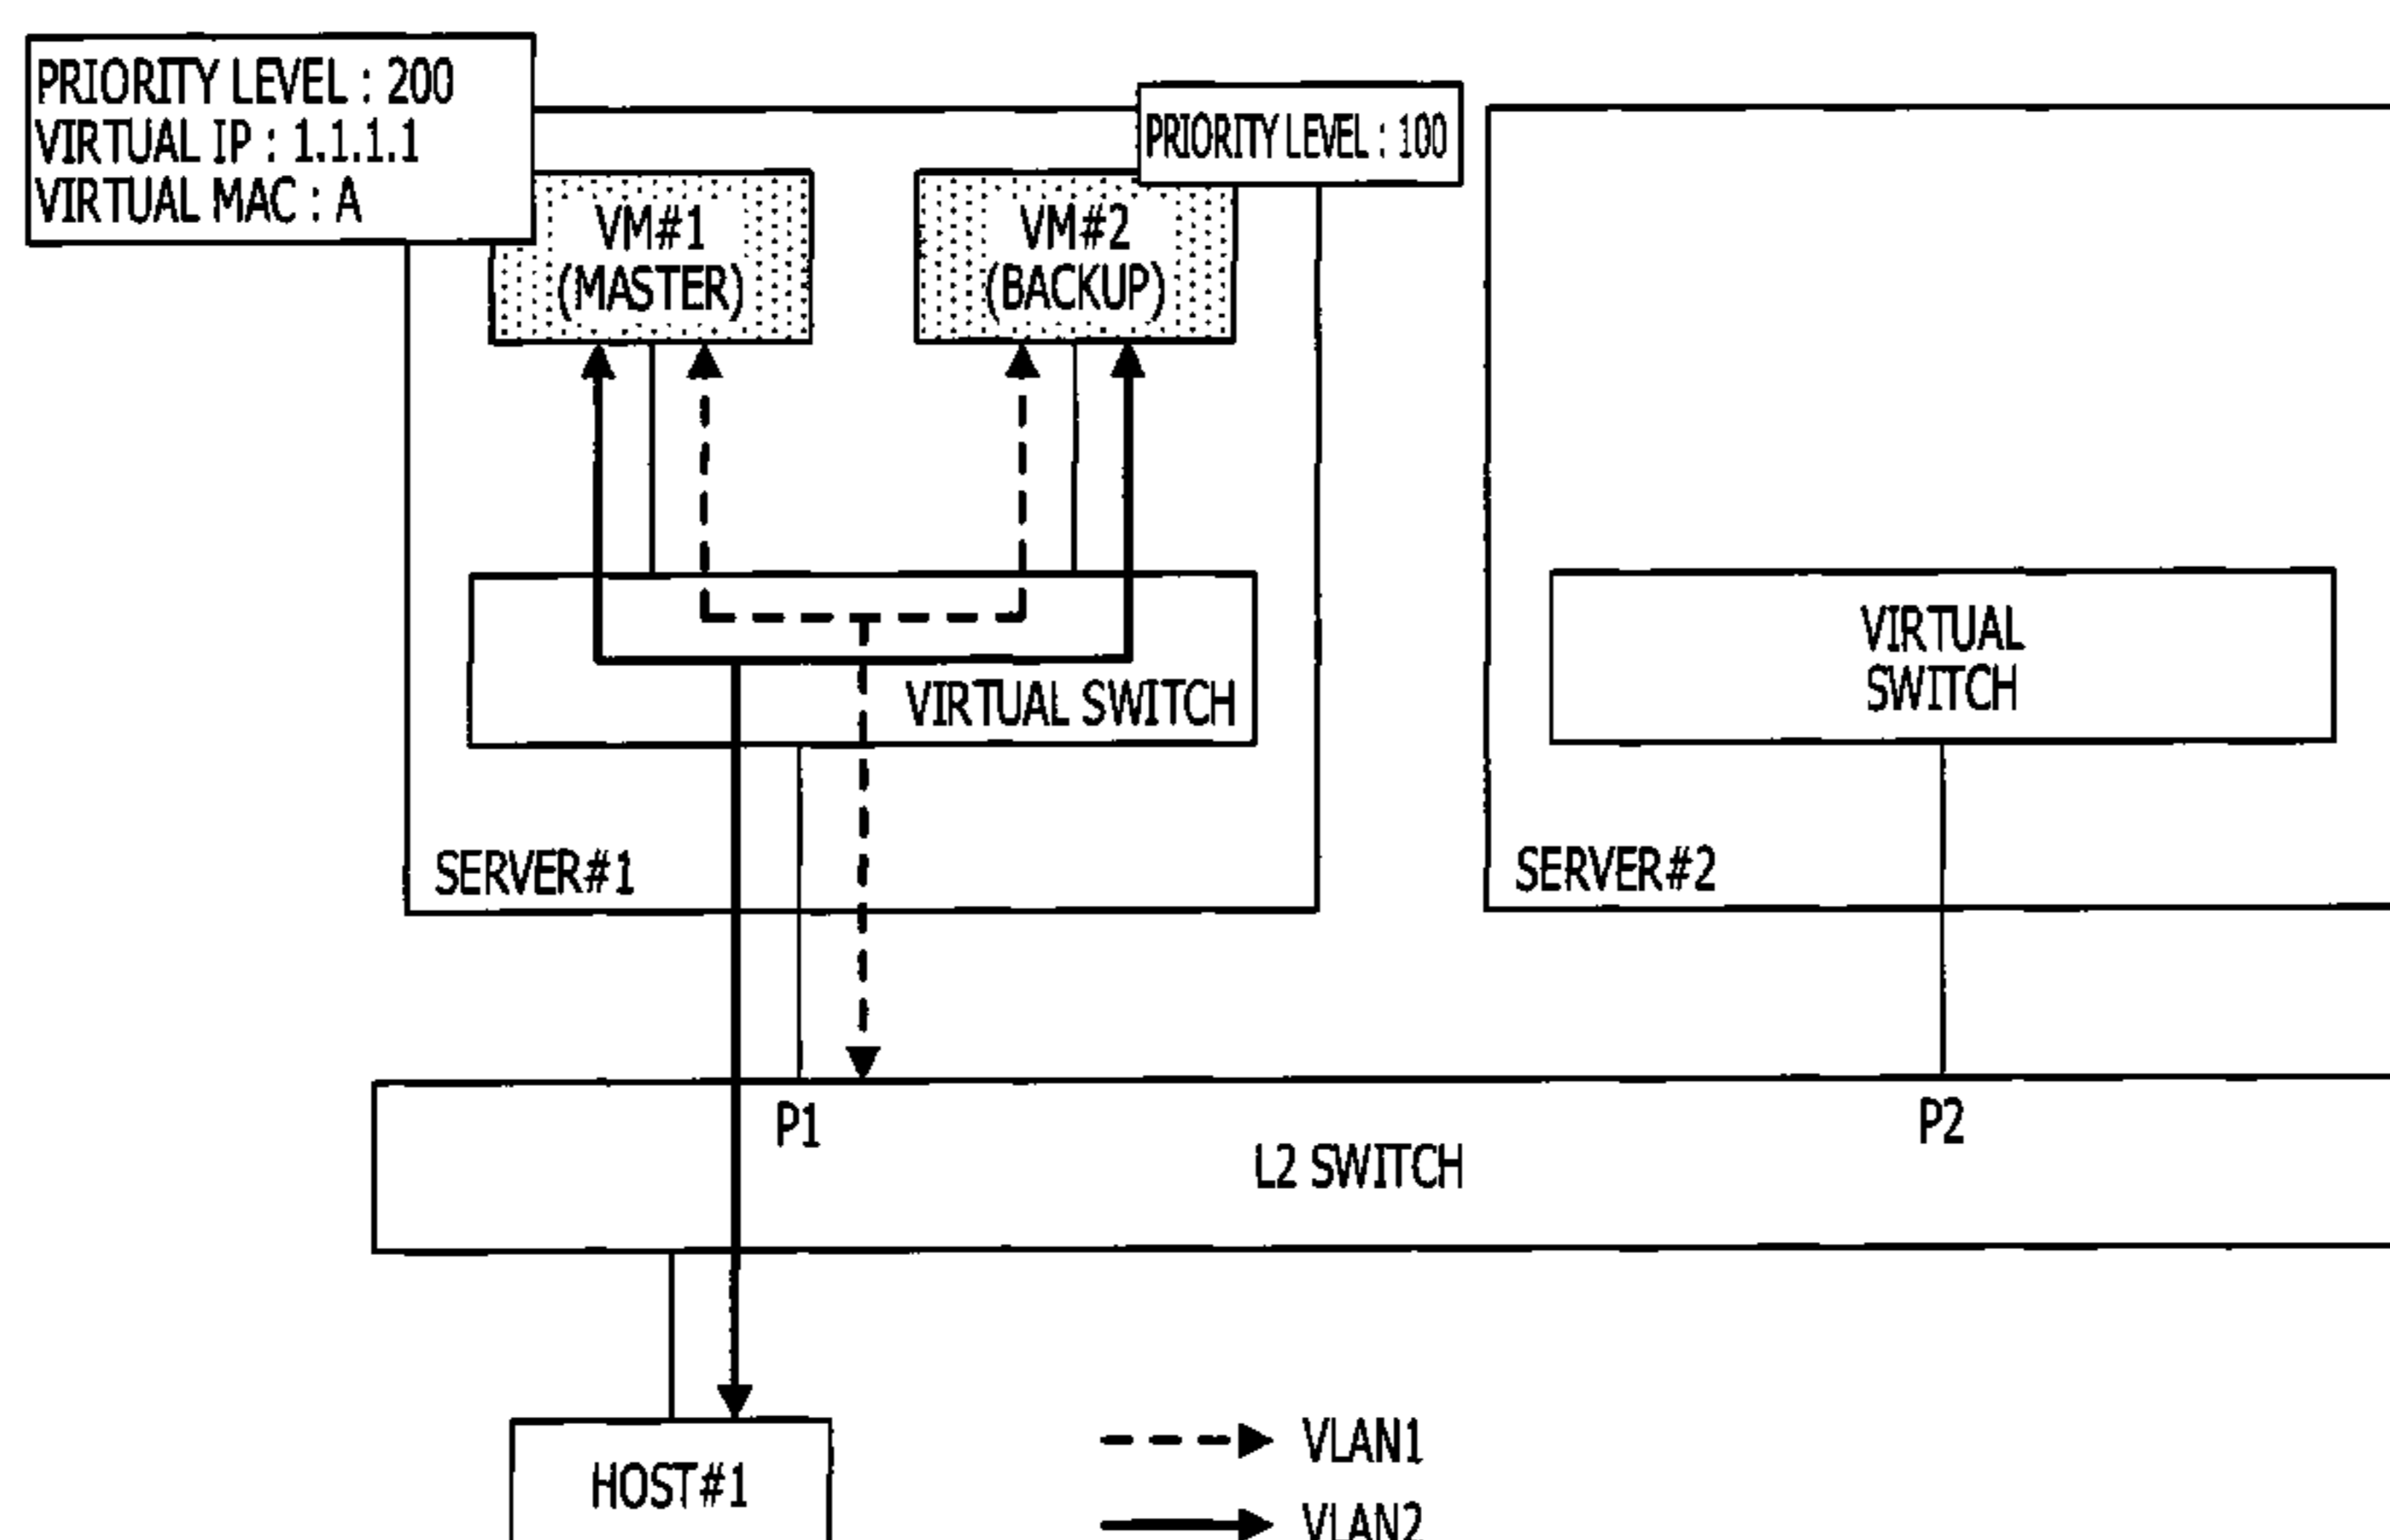 PRIORITY LEVEL : 200
VIRTUAL IP : 1.1.1.1
VIRTUAL MAC : A
PRIORITY LEVEL : 100
VM#1
(MASTER)
VM#2
(BACKUP)
VIRTUAL SWITCH
VIRTUAL
SWITCH
SERVER#1
SERVER#2
P1
P2
L2 SWITCH
HOST#1
VLAN1
VLAN2